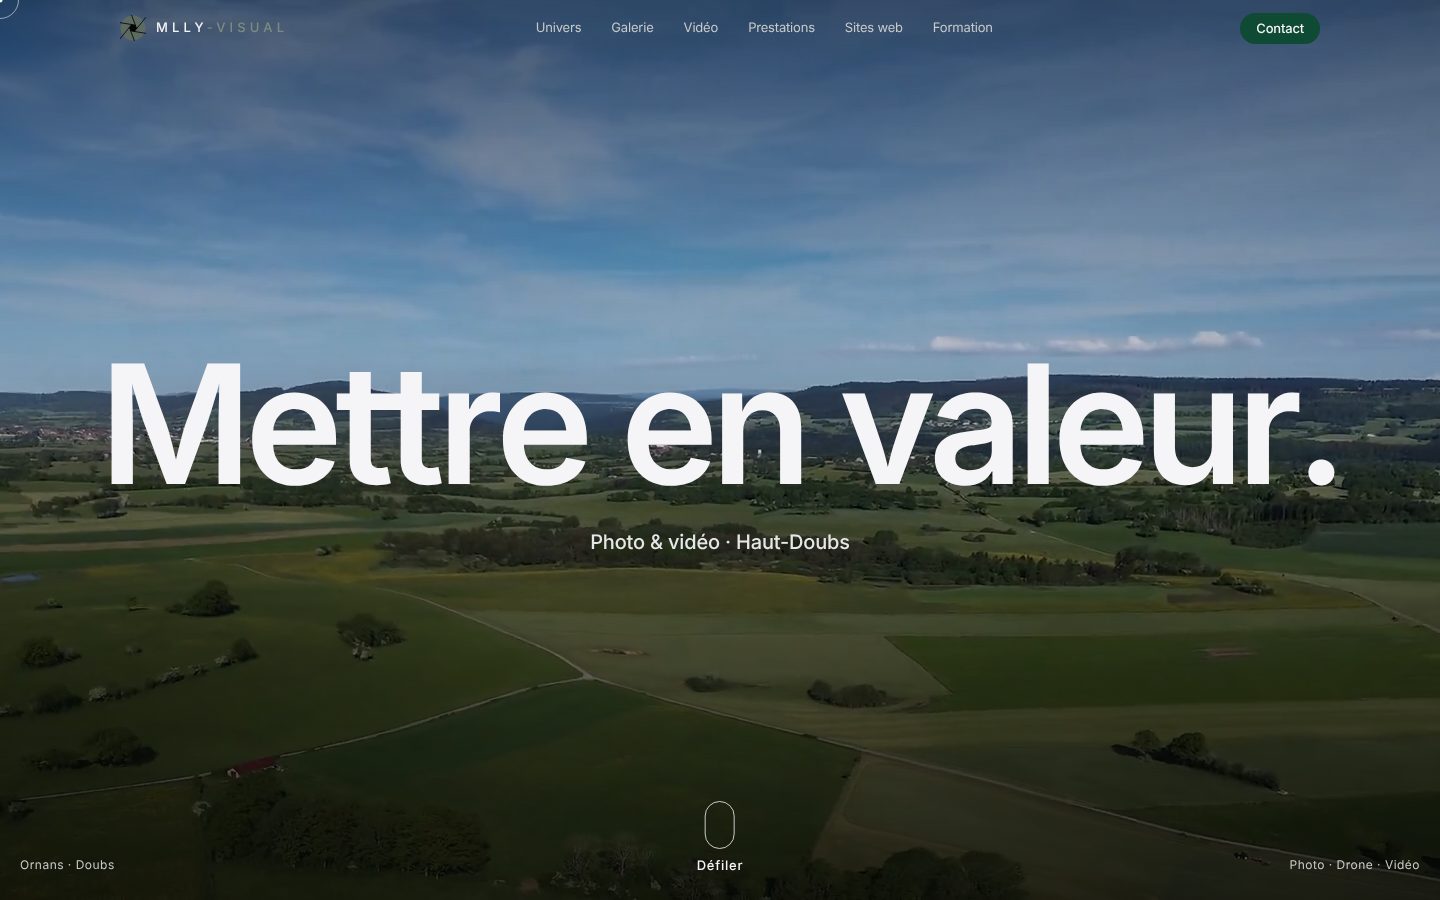 MLLY-VISUAL
Univers Galerie Vidéo Prestations Sites web Formation
Contact
Mettre en valeur.
Photo & vidéo · Haut-Doubs
Défiler
Ornans · Doubs
Photo · Drone · Vidéo